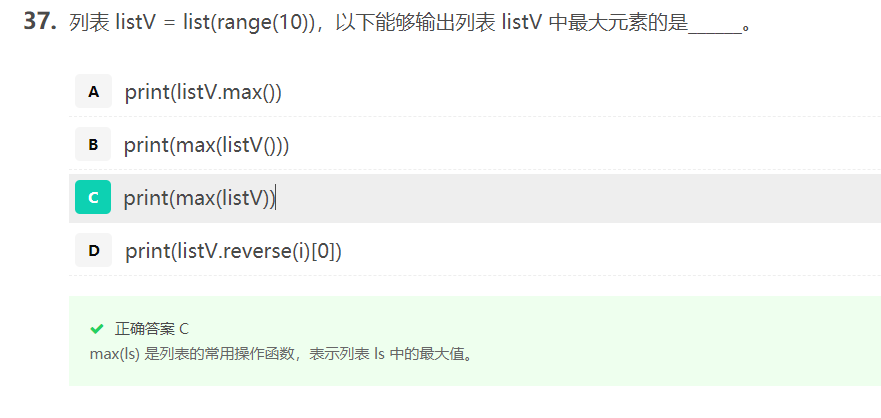 37. 列表 listV = list(range(10))，以下能够输出列表 listV 中最大元素的是______。
A print(listV.max())
B print(max(listV()))
C print(max(listV))
D print(listV.reverse(i)[0])
正确答案 C
max(ls) 是列表的常用操作函数，表示列表 ls 中的最大值。